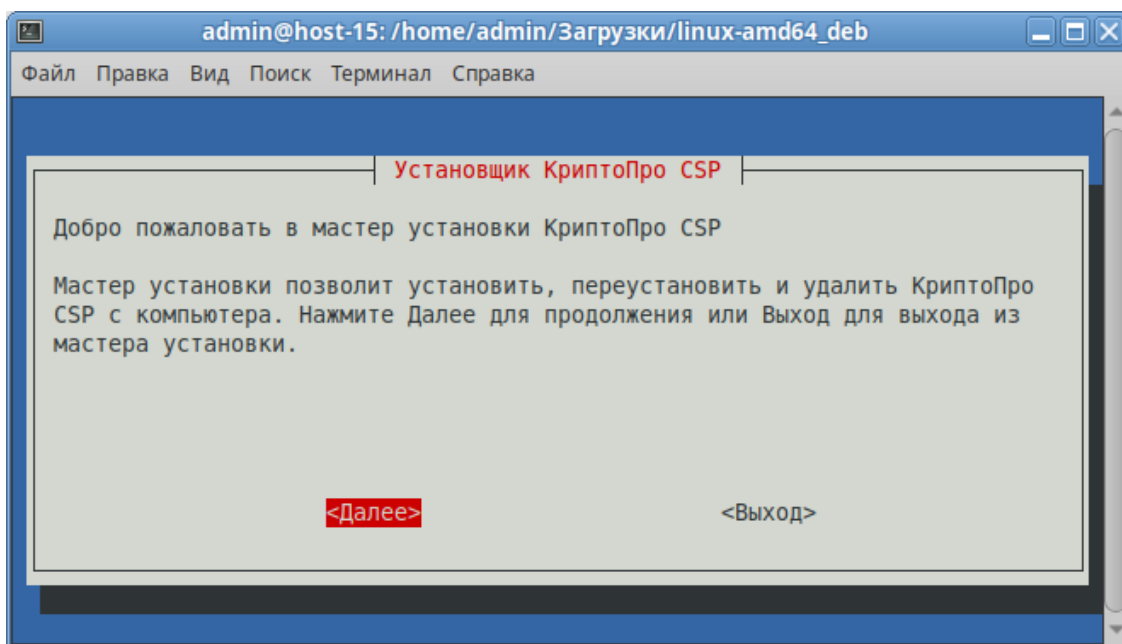 admin@host-15: /home/admin/Загрузки/linux-amd64_deb
Файл Правка Вид Поиск Терминал Справка
Установщик КриптоПро CSP
Добро пожаловать в мастер установки КриптоПро CSP
Мастер установки позволит установить, переустановить и удалить КриптоПро
CSP с компьютера. Нажмите Далее для продолжения или Выход для выхода из
мастера установки.
<Далее> <Выход>